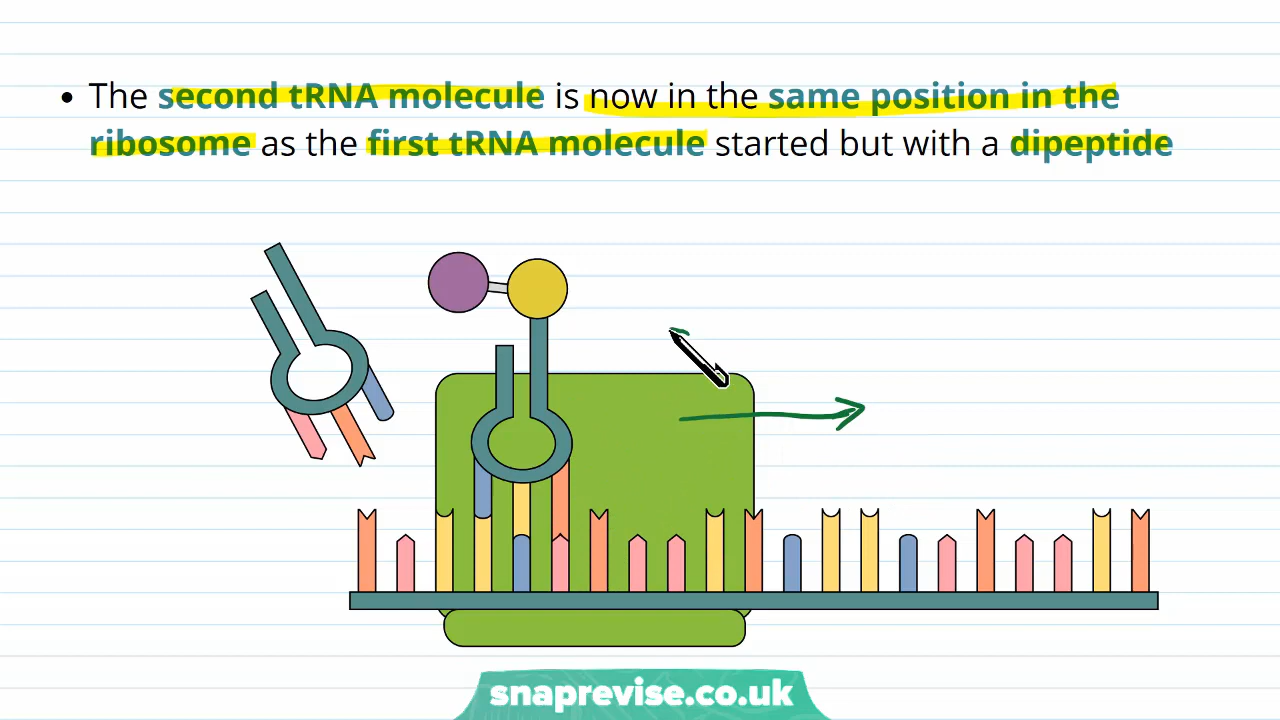 • The second tRNA molecule is now in the same position in the
ribosome as the first tRNA molecule started but with a dipeptide
snaprevise.co.uk